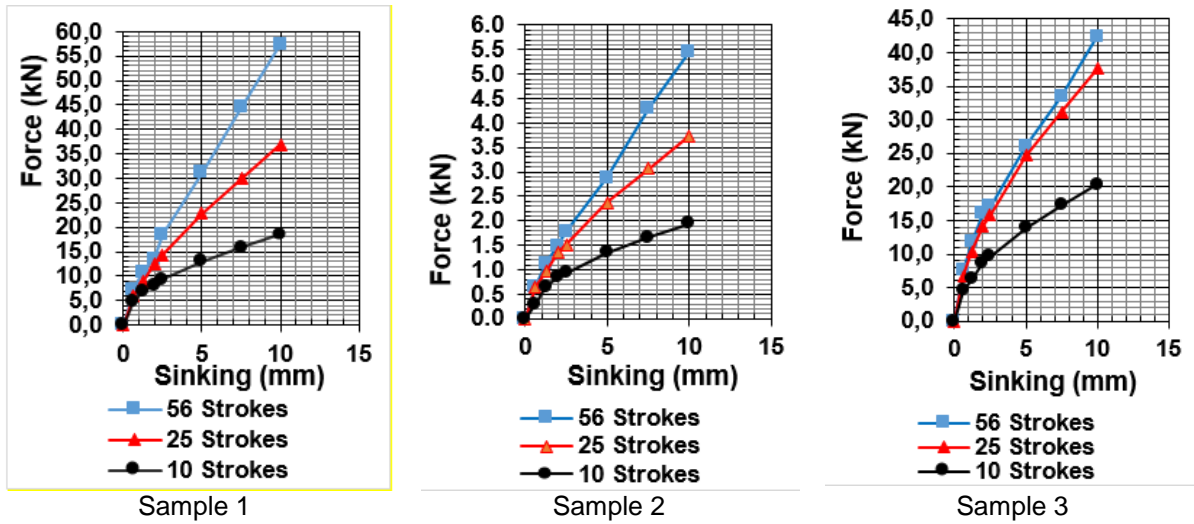 Force (kN)
60,0
55,0
50,0
45,0
40,0
35,0
30,0
25,0
20,0
15,0
10,0
5,0
0,0
0 5 10 15
Sinking (mm)
56 Strokes
25 Strokes
10 Strokes
Sample 1
Force (kN)
6.0
5.5
5.0
4.5
4.0
3.5
3.0
2.5
2.0
1.5
1.0
0.5
0.0
0 5 10 15
Sinking (mm)
56 Strokes
25 Strokes
10 Strokes
Sample 2
Force (kN)
45,0
40,0
35,0
30,0
25,0
20,0
15,0
10,0
5,0
0,0
0 5 10 15
Sinking (mm)
56 Strokes
25 Strokes
10 Strokes
Sample 3